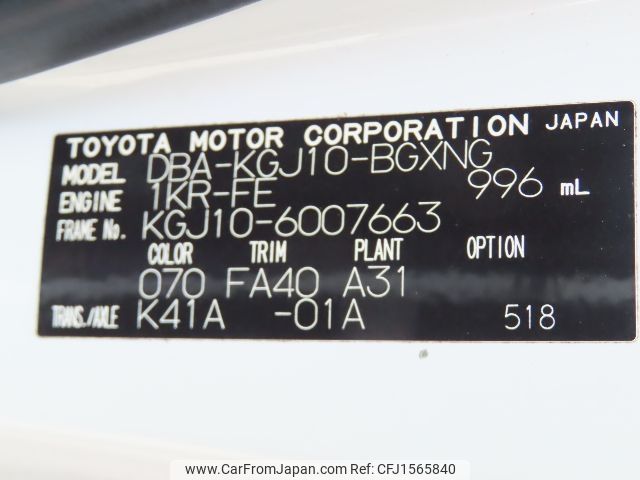 TOYOTA MOTOR CORPORATION JAPAN
MODEL DBA-KGJ10-BGXNG
ENGINE 1KR-FE 996 mL
FRAME No. KGJ10-6007663
COLOR TRIM PLANT OPTION
070 FA40 A31
TRANS./AXLE K41A -01A 518
www.CarFromJapan.com | CFJ1565840